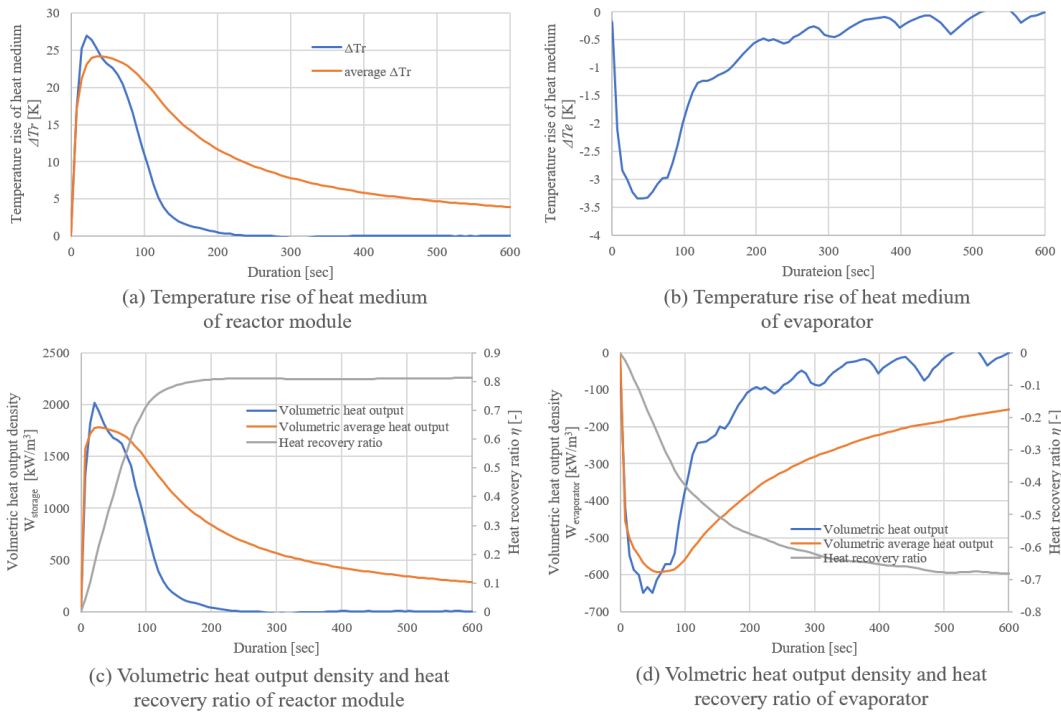 30
25
20
15
10
5
0
0 100 200 300 400 500 600
Temperature rise of heat medium
ΔTr [K]
ΔTr
average ΔTr
Duration [sec]
(a) Temperature rise of heat medium
of reactor module
0
-0.5
-1
-1.5
-2
-2.5
-3
-3.5
-4
0 100 200 300 400 500 600
Temperature rise of heat medium
ΔTe [K]
Durateion [sec]
(b) Temperature rise of heat medium
of evaporator
2500
2000
1500
1000
500
0
0 100 200 300 400 500 600
0.9
0.8
0.7
0.6
0.5
0.4
0.3
0.2
0.1
0
Volmetric heat output density
Wstorage [kW/m³]
Heat recovery ratio η [-]
Volumetric heat output
Volumetric average heat output
Heat recovery ratio
Duration [sec]
(c) Volumetric heat output density and heat
recovery ratio of reactor module
0
-100
-200
-300
-400
-500
-600
-700
0 100 200 300 400 500 600
0
-0.1
-0.2
-0.3
-0.4
-0.5
-0.6
-0.7
-0.8
Volumetric heat output density
Wevaporator [kW/m³]
Heat recovery ratio η [-]
Volumetric heat output
Volumetric average heat output
Heat recovery ratio
Duration [sec]
(d) Volmetric heat output density and heat
recovery ratio of evaporator